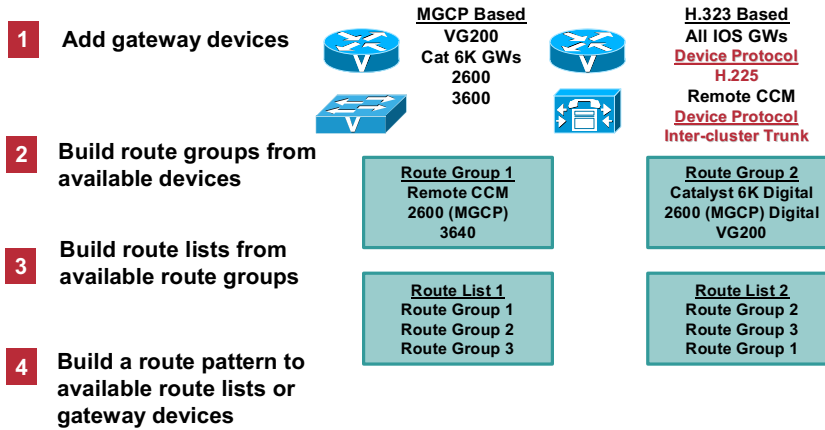 1
Add gateway devices
MGCP Based
VG200
Cat 6K GWs
2600
3600
V
V
V
H.323 Based
All IOS GWs
Device Protocol
H.225
Remote CCM
Device Protocol
Inter-cluster Trunk
2
Build route groups from
available devices
Route Group 1
Remote CCM
2600 (MGCP)
3640
Route Group 2
Catalyst 6K Digital
2600 (MGCP) Digital
VG200
3
Build route lists from
available route groups
Route List 1
Route Group 1
Route Group 2
Route Group 3
Route List 2
Route Group 2
Route Group 3
Route Group 1
4
Build a route pattern to
available route lists or
gateway devices